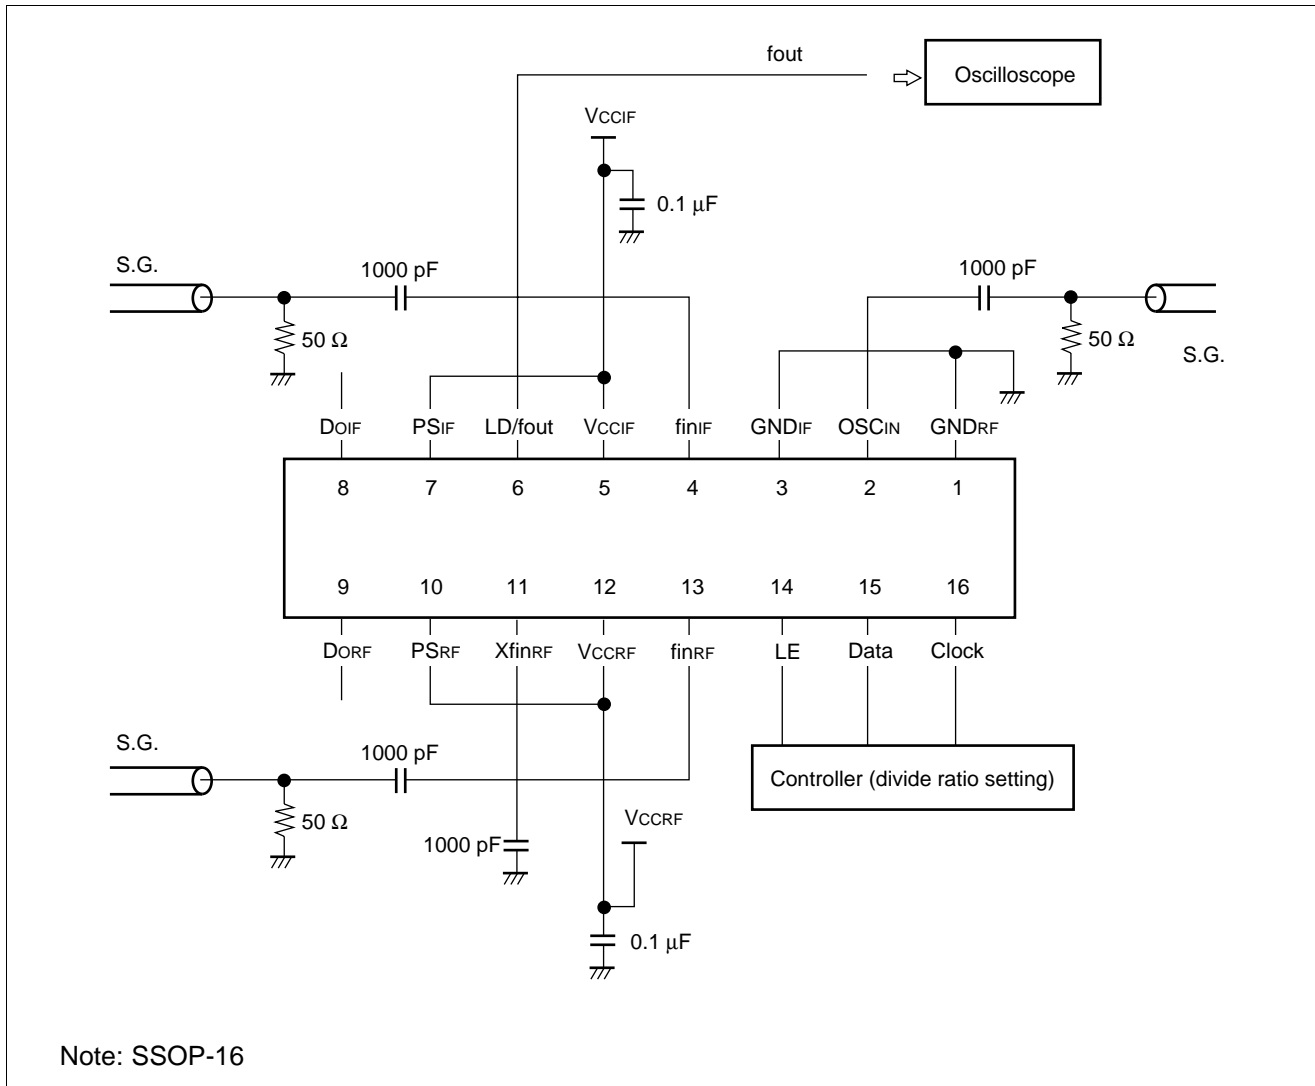 fout
Oscilloscope
VCCIF
0.1 μF
S.G.
1000 pF
1000 pF
50 Ω
50 Ω
S.G.
DOIF PSIF LD/fout VCCIF finIF GNDIF OSCIN GNDRF
8 7 6 5 4 3 2 1
9 10 11 12 13 14 15 16
DORF PSRF XfinRF VCCRF finRF LE Data Clock
S.G.
1000 pF
Controller (divide ratio setting)
50 Ω
VCCRF
1000 pF
0.1 μF
Note: SSOP-16